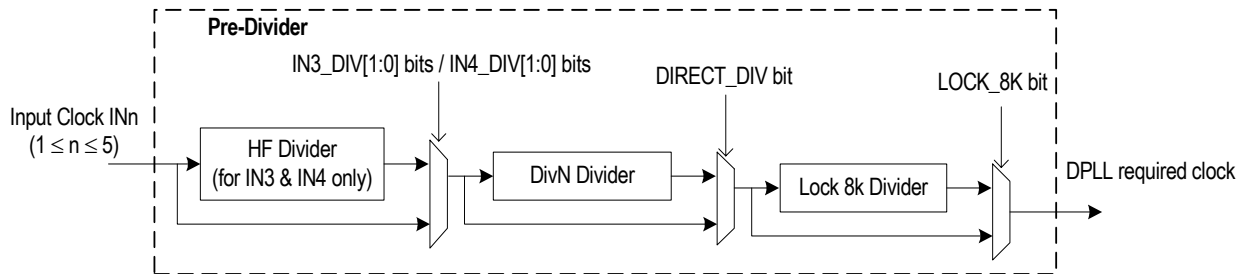 Pre-Divider
IN3_DIV[1:0] bits / IN4_DIV[1:0] bits
DIRECT_DIV bit
LOCK_8K bit
Input Clock INn
(1 ≤ n ≤ 5)
HF Divider
(for IN3 & IN4 only)
DivN Divider
Lock 8k Divider
DPLL required clock